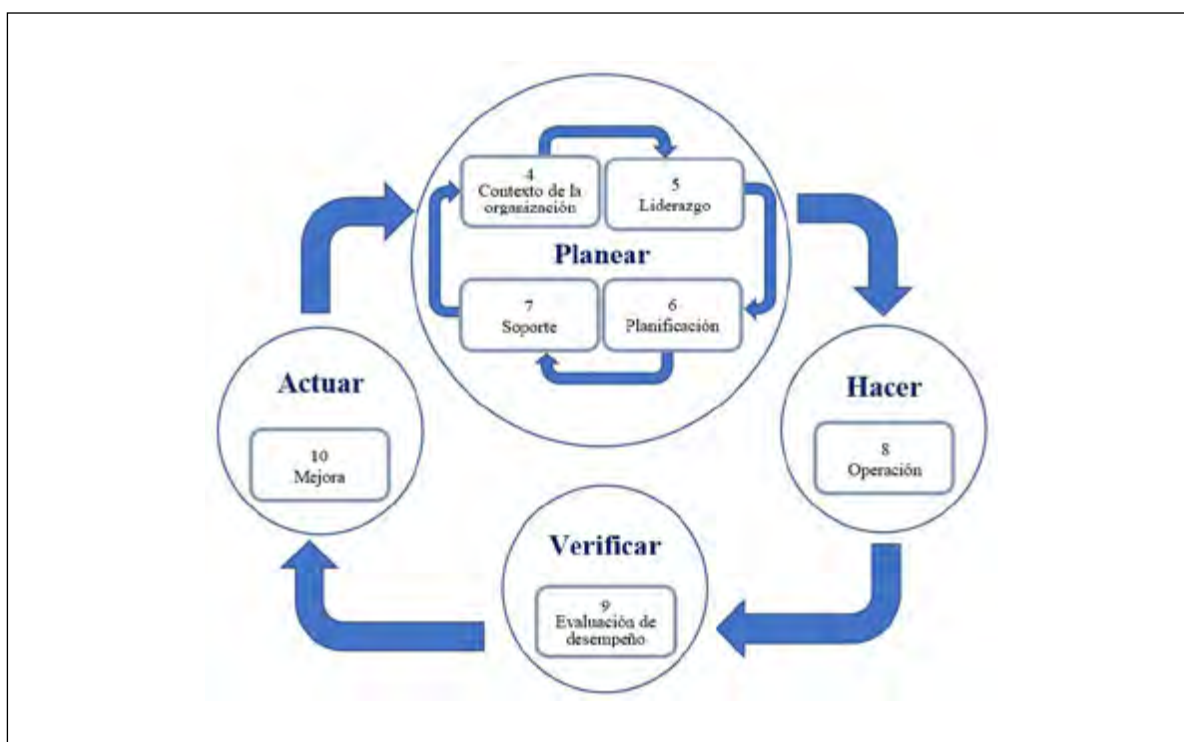 4
Contexto de la
organización
5
Liderazgo
Planear
7
Soporte
6
Planificación
Actuar
10
Mejora
Hacer
8
Operación
Verificar
9
Evaluación de
desempeño